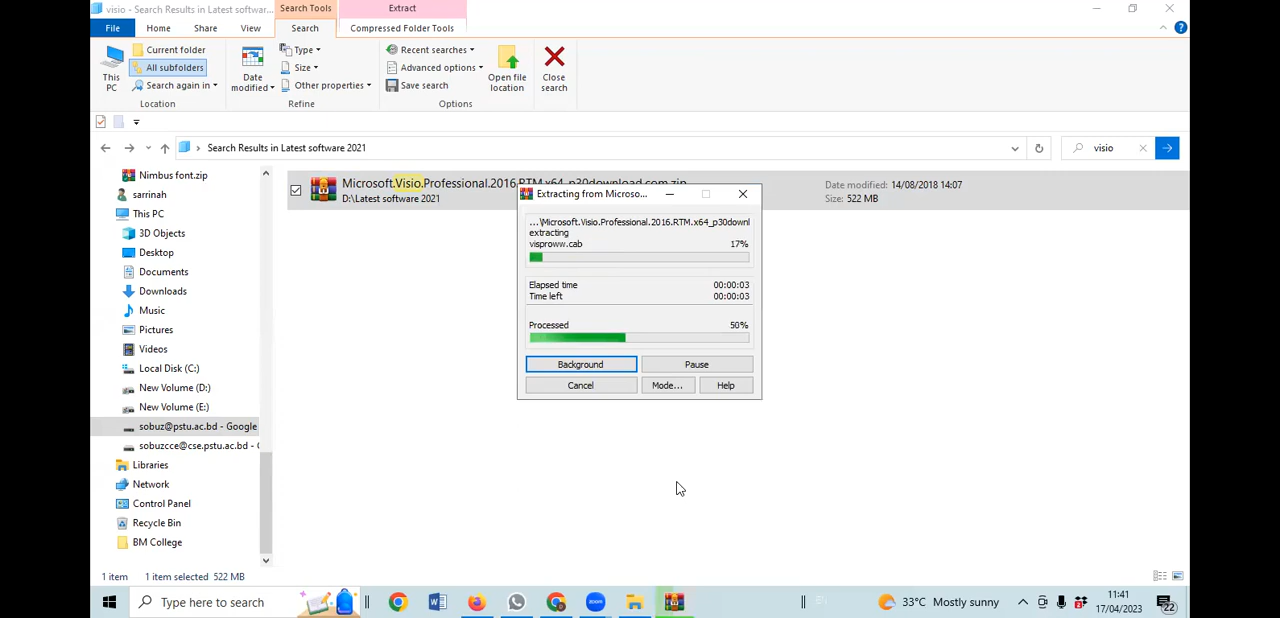 visio - Search Results in Latest software 2021
Search Tools
Extract
File
Home
Share
View
Search
Compressed Folder Tools
This
PC
Current folder
All subfolders
Search again in
Location
Date
modified
Type
Size
Other properties
Refine
Recent searches
Advanced options
Save search
Options
Open file
location
Close
search
Search Results in Latest software 2021
visio
Nimbus font.zip
sarrinah
This PC
3D Objects
Desktop
Documents
Downloads
Music
Pictures
Videos
Local Disk (C:)
New Volume (D:)
New Volume (E:)
sobuz@pstu.ac.bd - Google
sobuzcce@cse.pstu.ac.bd - G
Libraries
Network
Control Panel
Recycle Bin
BM College
Microsoft.Visio.Professional.2016.RTM.x64_p30download.com.zip
D:\Latest software 2021
Date modified: 14/08/2018 14:07
Size: 522 MB
Extracting from Microso...
...\Microsoft.Visio.Professional.2016.RTM.x64_p30downl
extracting
visproww.cab 17%
Elapsed time 00:00:03
Time left 00:00:03
Processed 50%
Background
Pause
Cancel
Mode...
Help
1 item
1 item selected 522 MB
Type here to search
zoom
33°C Mostly sunny
11:41
17/04/2023
22